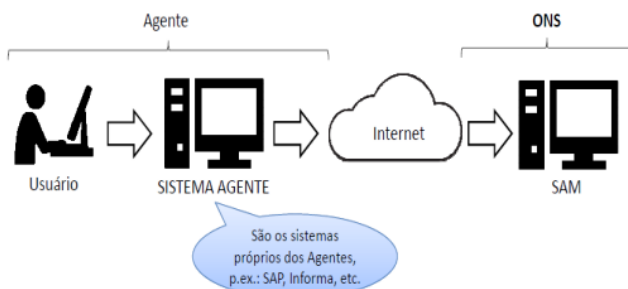 Agente
ONS
Internet
Usuário
SISTEMA AGENTE
SAM
São os sistemas
próprios dos Agentes,
p.ex.: SAP, Informa, etc.